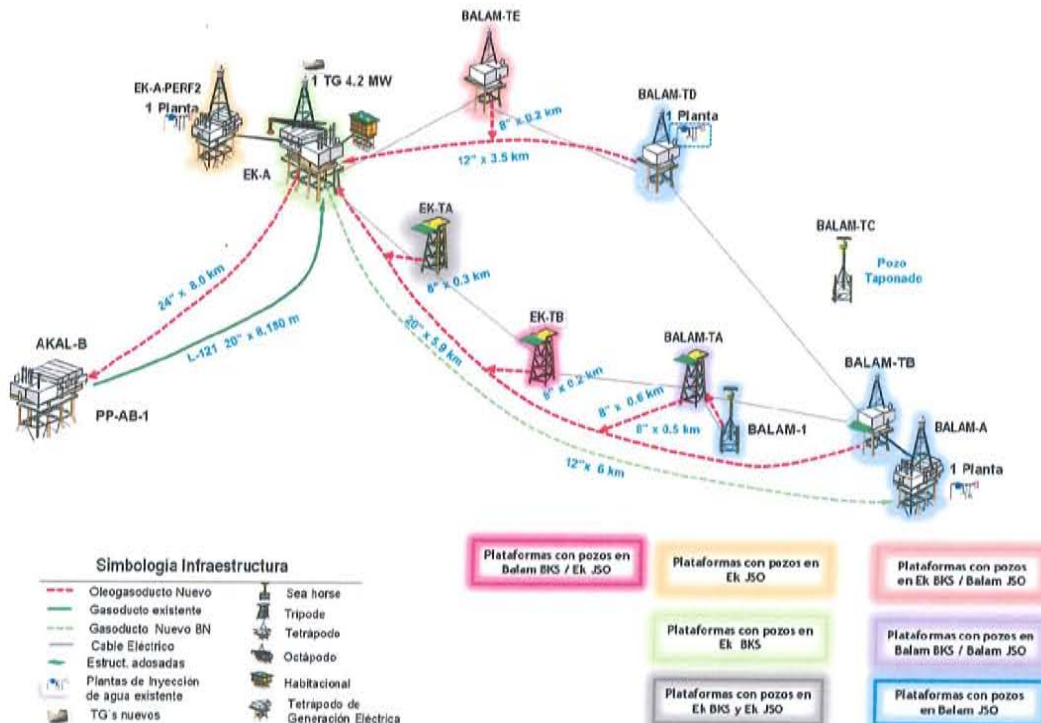 BALAM-TE
1 TG 4.2 MW
EK-A-PERF2
1 Planta
BALAM-TD
1 Planta
8" x 0.2 km
12" x 3.5 km
EK-A
EK-TA
BALAM-TC
Pozo
Taponado
8" x 0.3 km
24" x 8.0 km
L-121 20" x 8,180 m
20" x 5.9 km
EK-TB
BALAM-TA
BALAM-TB
AKAL-B
PP-AB-1
8" x 0.2 km
8" x 0.6 km
8" x 0.5 km
BALAM-1
BALAM-A
1 Planta
12" x 6 km
Simbología Infraestructura
Oleogasoducto Nuevo
Gasoducto existente
Gasoducto Nuevo BN
Cable Eléctrico
Estruct. adosadas
Plantas de Inyección
de agua existente
TG's nuevos
Sea horse
Trípode
Tetrápodo
Octápodo
Habitacional
Tetrápodo de
Generación Eléctrica
Plataformas con pozos en
Balam BKS / Ek JSO
Plataformas con pozos en
Ek JSO
Plataformas con pozos
en Ek BKS / Balam JSO
Plataformas con pozos en
Ek BKS
Plataformas con pozos en
Balam BKS / Balam JSO
Plataformas con pozos en
Ek BKS y Ek JSO
Plataformas con pozos
en Balam JSO